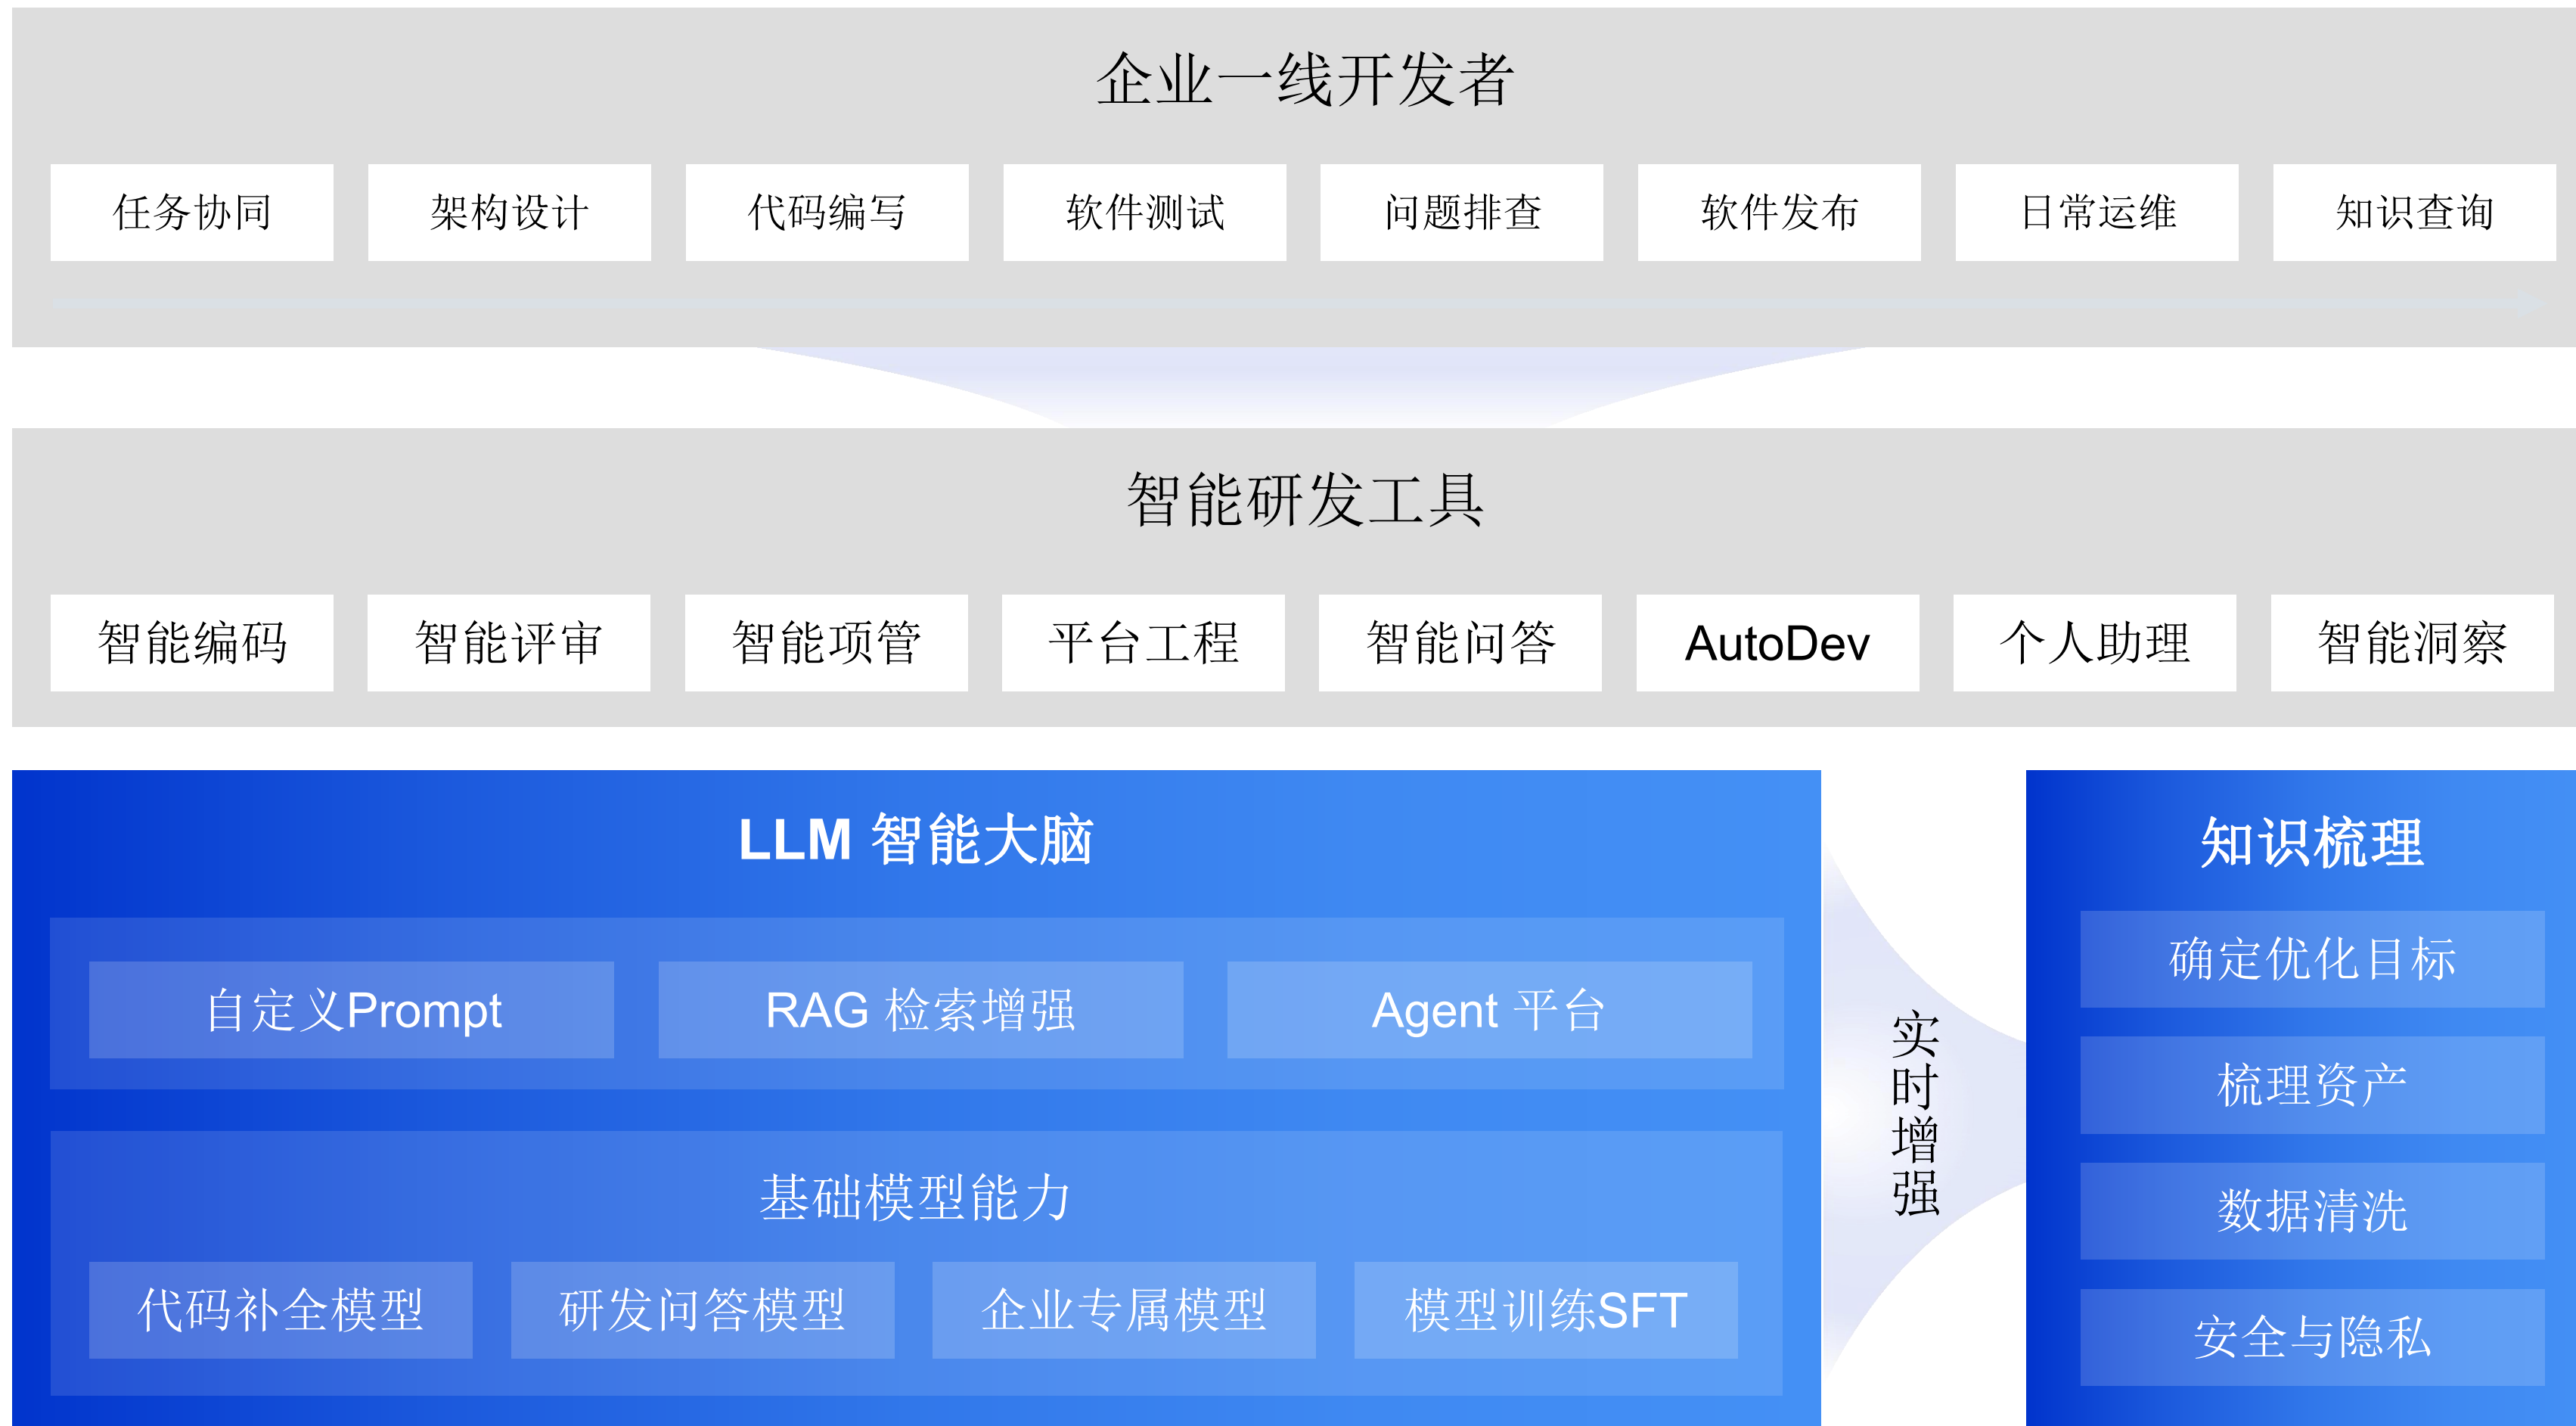 企业一线开发者
任务协同 架构设计 代码编写 软件测试 问题排查 软件发布 日常运维 知识查询
智能研发工具
智能编码 智能评审 智能项管 平台工程 智能问答 AutoDev 个人助理 智能洞察
LLM 智能大脑
自定义Prompt RAG 检索增强 Agent 平台
基础模型能力
代码补全模型 研发问答模型 企业专属模型 模型训练SFT
实时增强
知识梳理
确定优化目标
梳理资产
数据清洗
安全与隐私